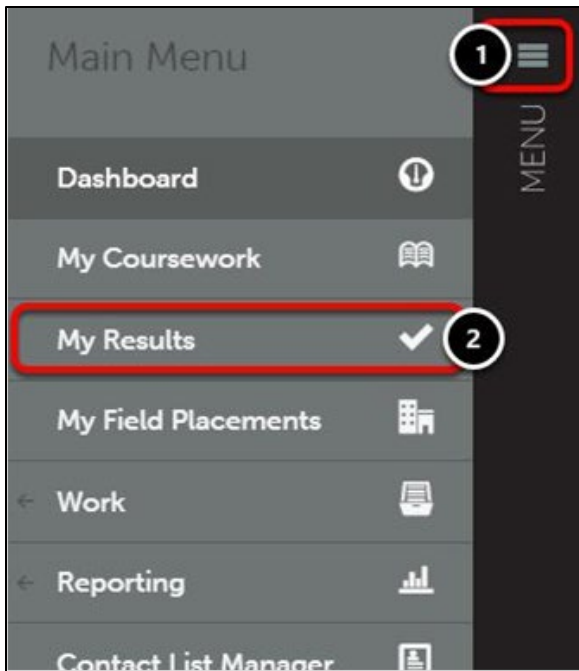 Main Menu
1
MENU
Dashboard
My Coursework
My Results
2
My Field Placements
Work
Reporting
Contact List Manager